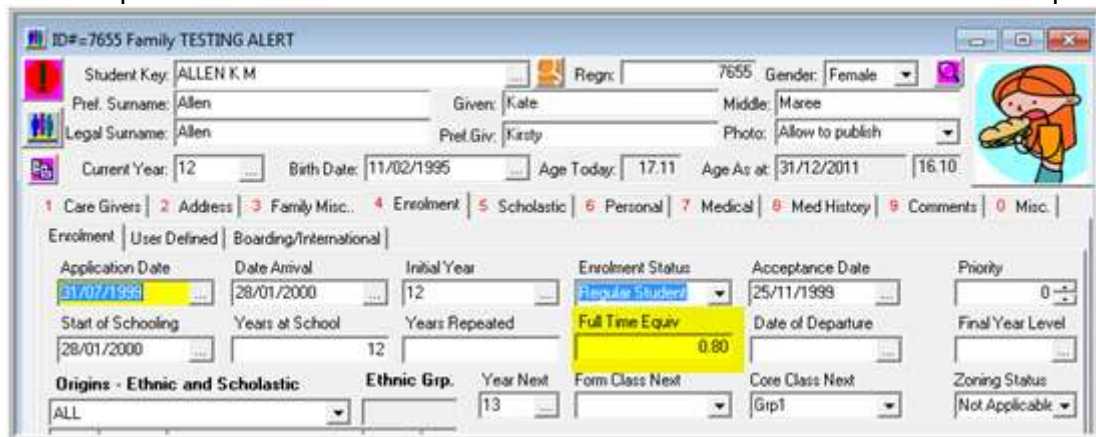 ID#=7655 Family TESTING ALERT
Student Key: ALLEN K M ... Regn: 7655 Gender: Female
Pref. Surname: Allen Given: Kate Middle: Maree
Legal Surname: Allen Pref.Giv: Kirsty Photo: Allow to publish
Current Year: 12 ... Birth Date: 11/02/1995 ... Age Today: 17.11 Age As at: 31/12/2011 16.10
1 Care Givers 2 Address 3 Family Misc.. 4 Enrolment 5 Scholastic 6 Personal 7 Medical 8 Med History 9 Comments 0 Misc.
Enrolment User Defined Boarding/International
Application Date Date Arrival Initial Year Enrolment Status Acceptance Date Priority
31/07/1999 ... 28/01/2000 ... 12 ... Regular Student 25/11/1999 ... 0
Start of Schooling Years at School Years Repeated Full Time Equiv Date of Departure Final Year Level
28/01/2000 ... 12 0.80 ... ...
Origins - Ethnic and Scholastic Ethnic Grp. Year Next Form Class Next Core Class Next Zoning Status
ALL 13 ... Grp1 Not Applicable